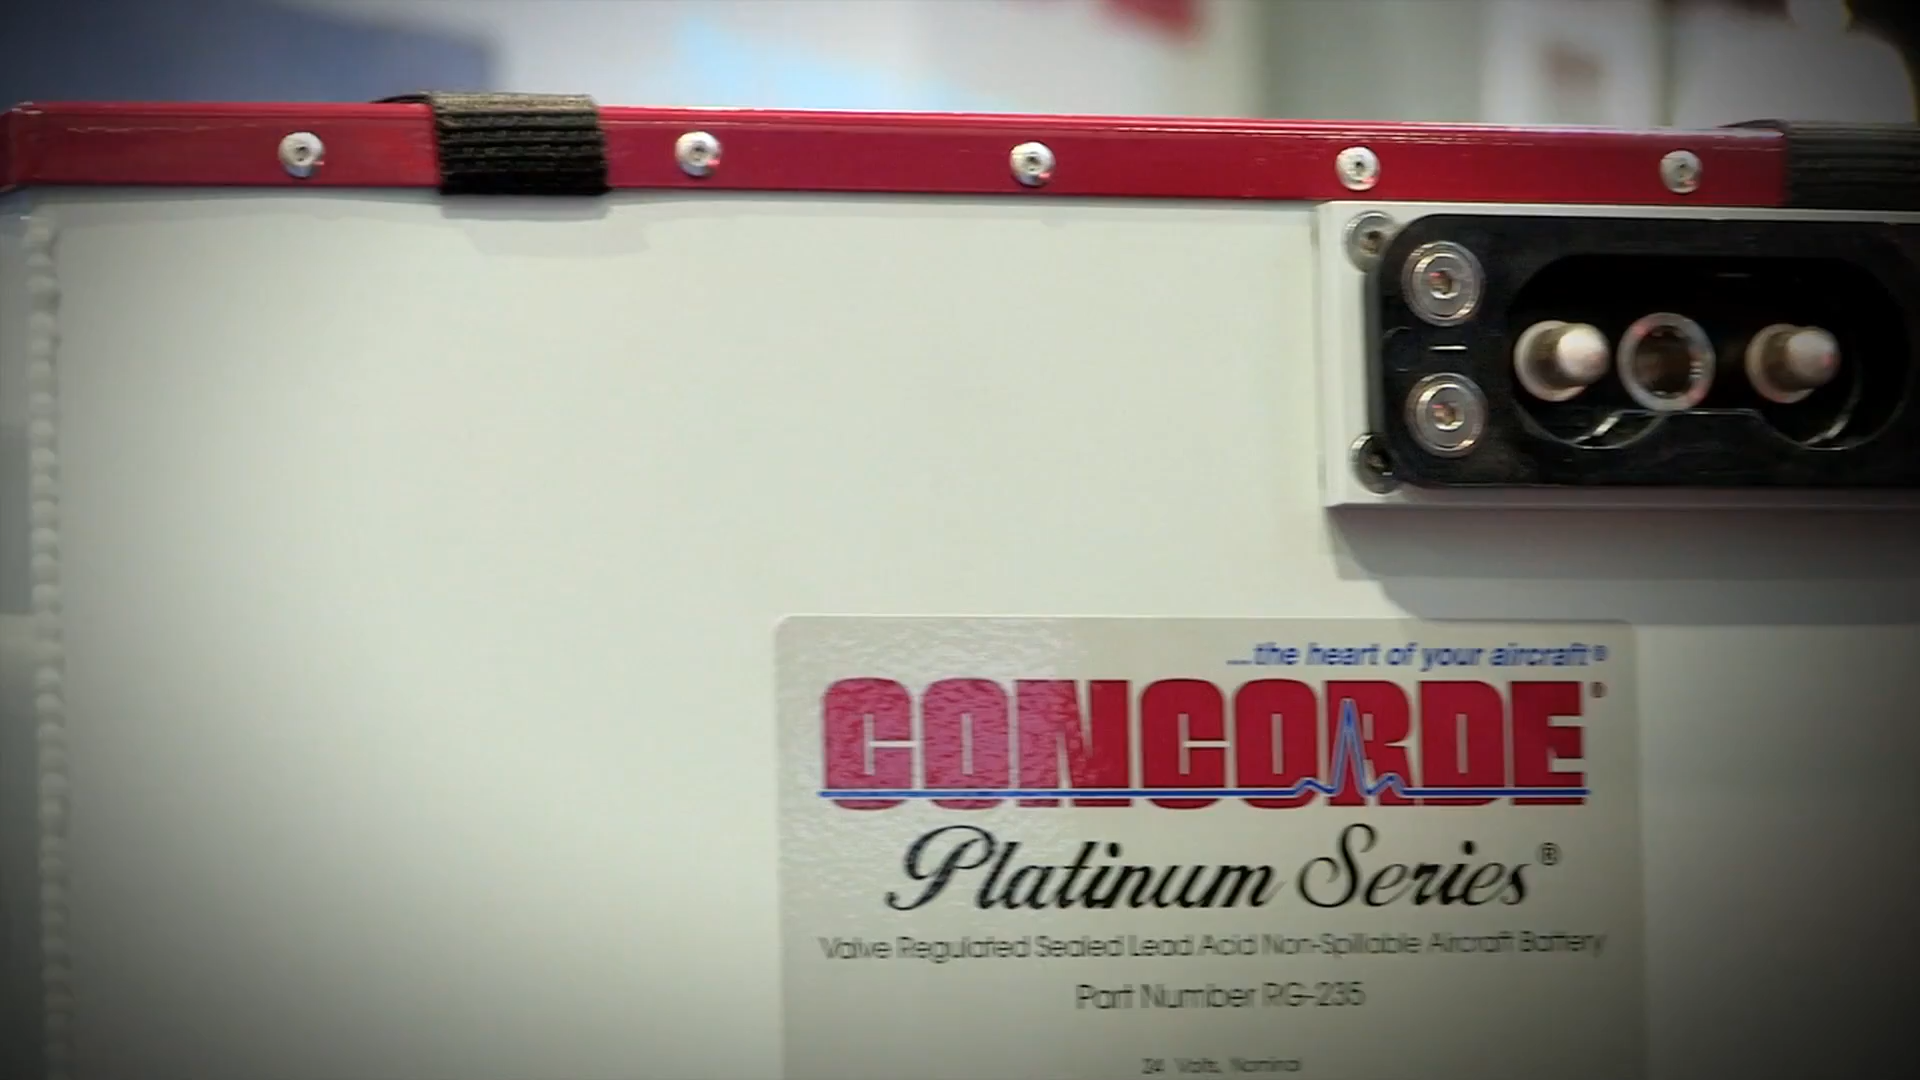 ...the heart of your aircraft®
CONCORDE®
Platinum Series®
Valve Regulated Sealed Lead Acid Non-Spillable Aircraft Battery
Part Number RG-235
24 Volts, Nominal